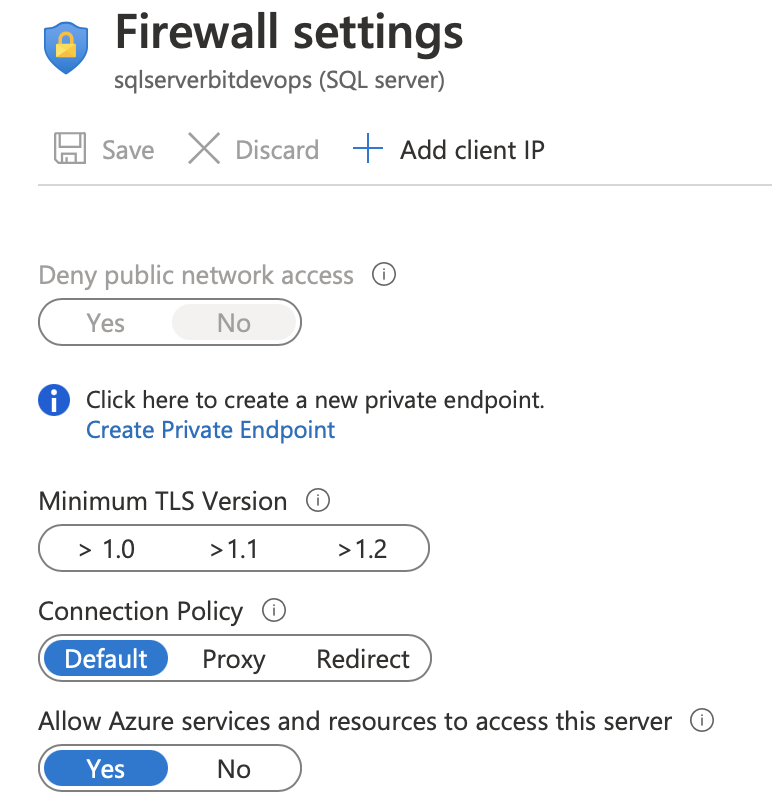 Firewall settings
sqlserverbitdevops (SQL server)
Save Discard Add client IP
Deny public network access
Yes No
Click here to create a new private endpoint.
Create Private Endpoint
Minimum TLS Version
> 1.0 >1.1 >1.2
Connection Policy
Default Proxy Redirect
Allow Azure services and resources to access this server
Yes No